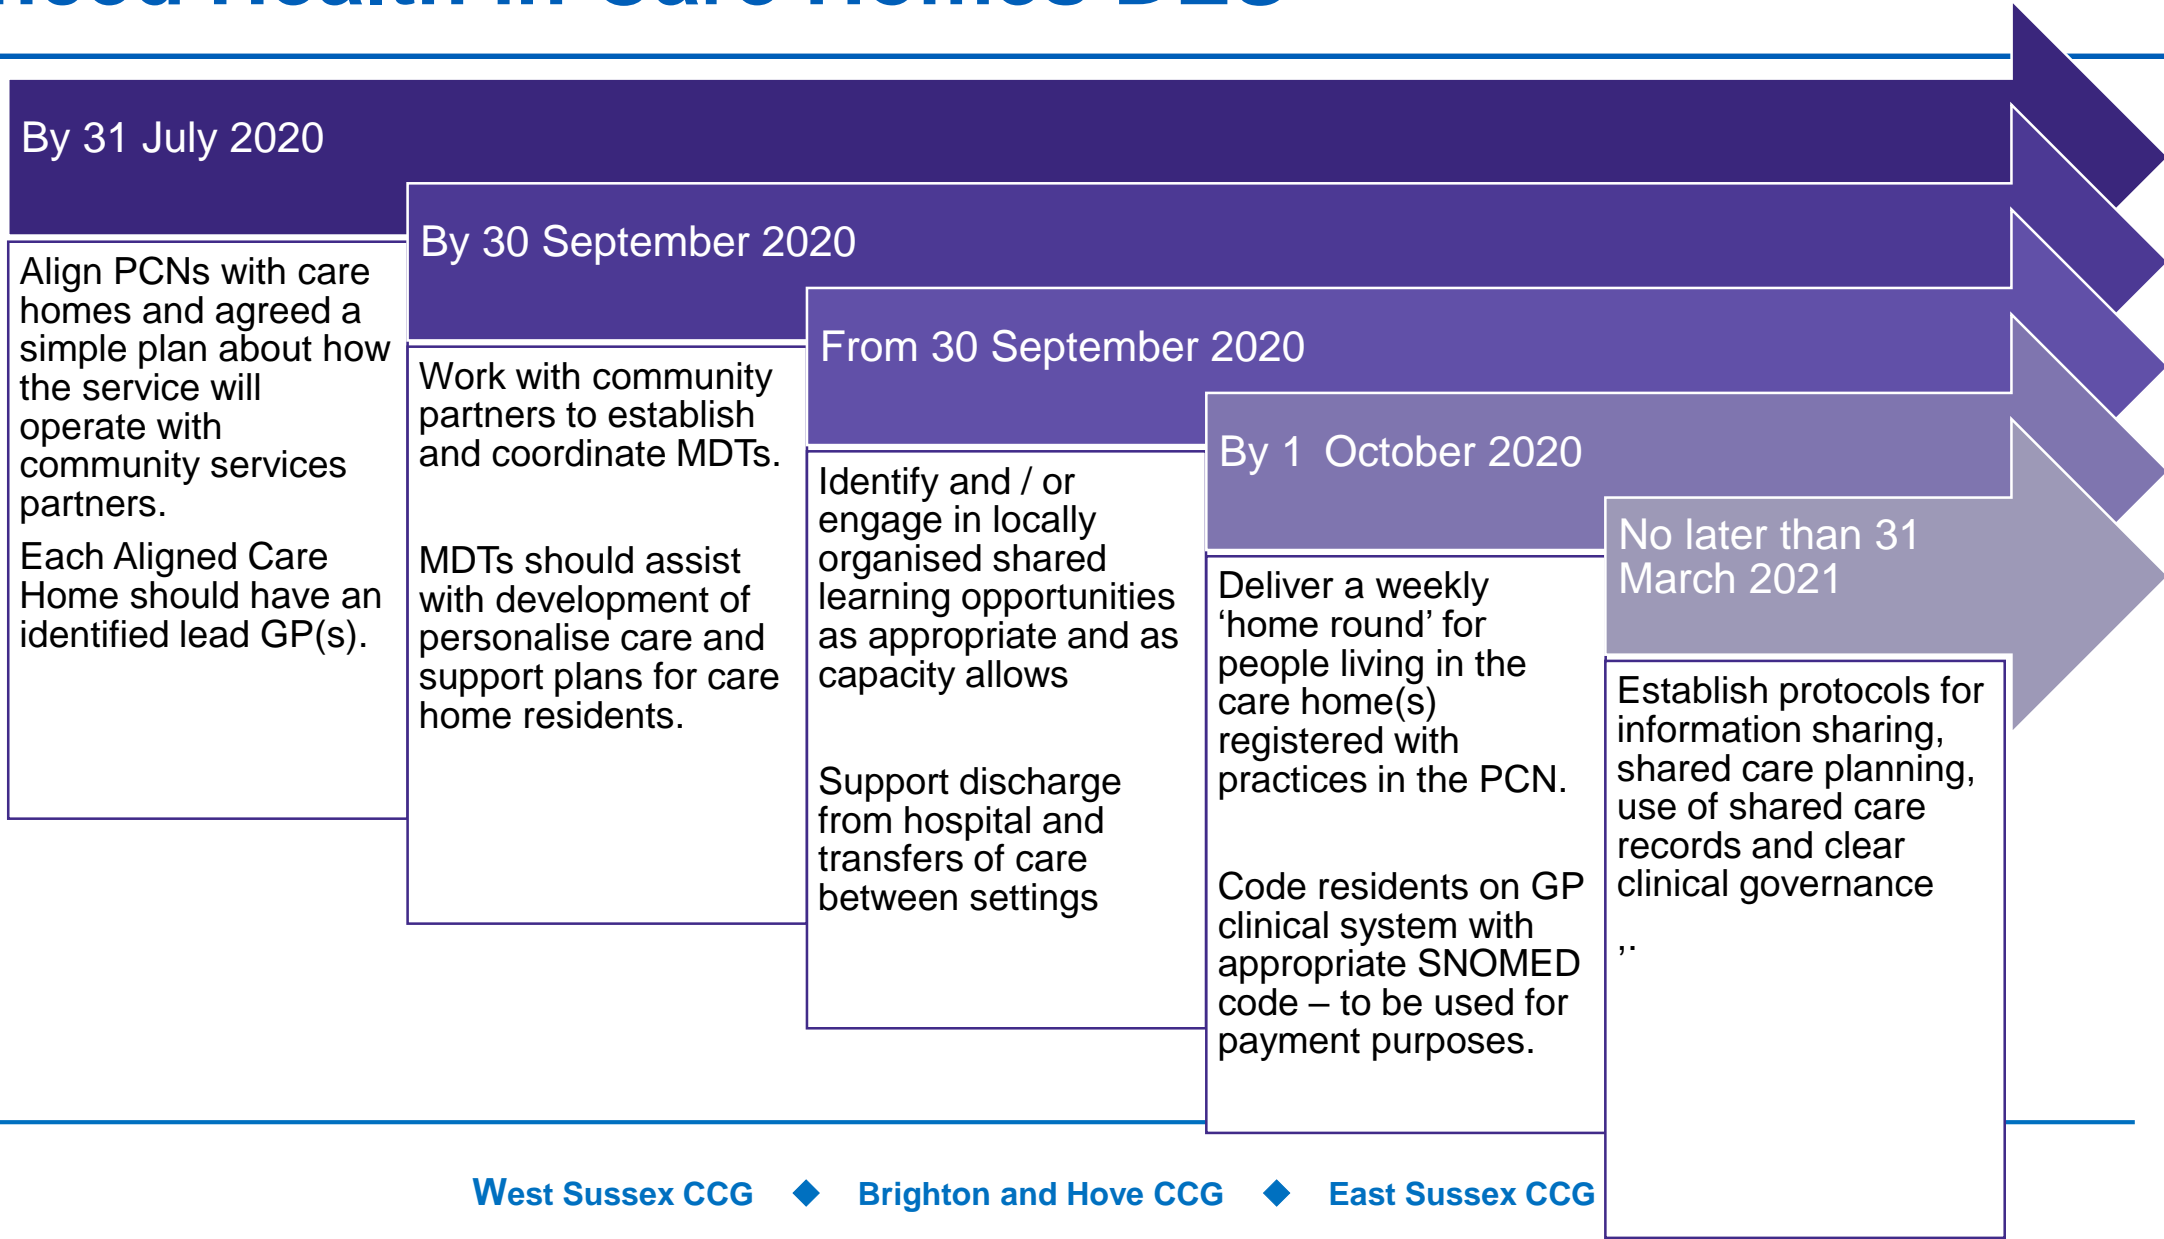 Health in Care Homes DES
By 31 July 2020
Align PCNs with care
homes and agreed a
simple plan about how
the service will
operate with
community services
partners.
Each Aligned Care
Home should have an
identified lead GP(s).
By 30 September 2020
Work with community
partners to establish
and coordinate MDTs.
MDTs should assist
with development of
personalise care and
support plans for care
home residents.
From 30 September 2020
Identify and / or
engage in locally
organised shared
learning opportunities
as appropriate and as
capacity allows
Support discharge
from hospital and
transfers of care
between settings
By 1 October 2020
Deliver a weekly
‘home round’ for
people living in the
care home(s)
registered with
practices in the PCN.
Code residents on GP
clinical system with
appropriate SNOMED
code – to be used for
payment purposes.
No later than 31
March 2021
Establish protocols for
information sharing,
shared care planning,
use of shared care
records and clear
clinical governance
,.
West Sussex CCG ◆ Brighton and Hove CCG ◆ East Sussex CCG